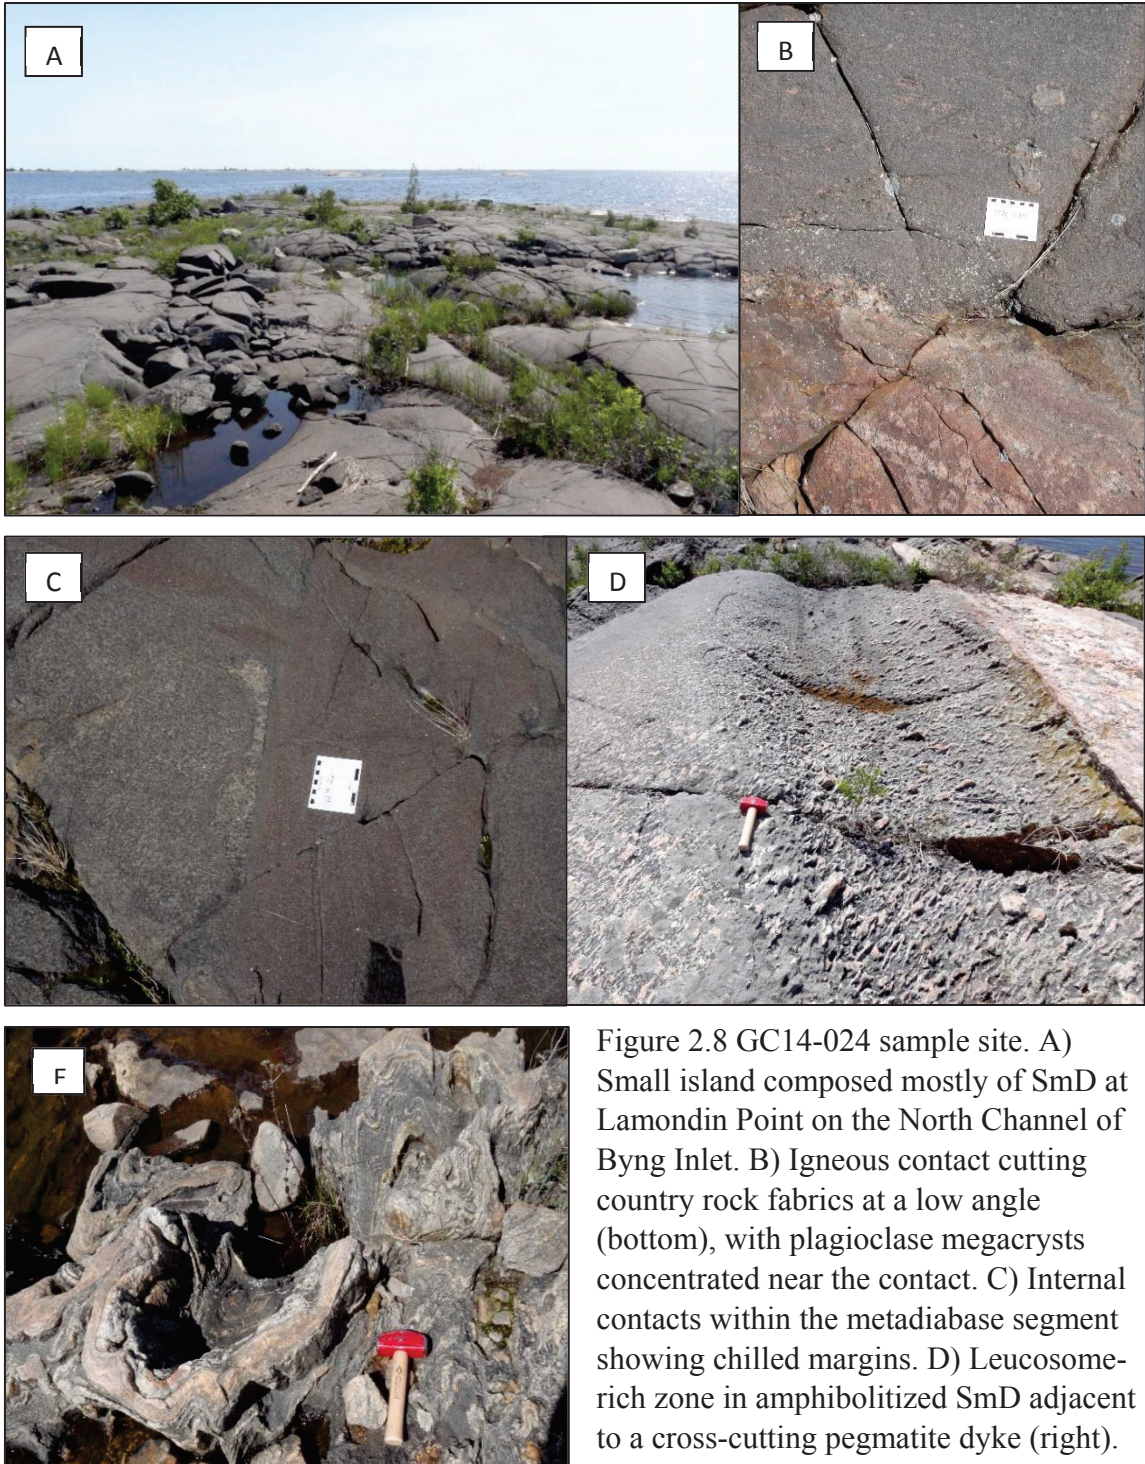 A
B
C
D
F
Figure 2.8 GC14-024 sample site. A)
Small island composed mostly of SmD at
Lamondin Point on the North Channel of
Byng Inlet. B) Igneous contact cutting
country rock fabrics at a low angle
(bottom), with plagioclase megacrysts
concentrated near the contact. C) Internal
contacts within the metadiabase segment
showing chilled margins. D) Leucosome-
rich zone in amphibolitized SmD adjacent
to a cross-cutting pegmatite dyke (right).